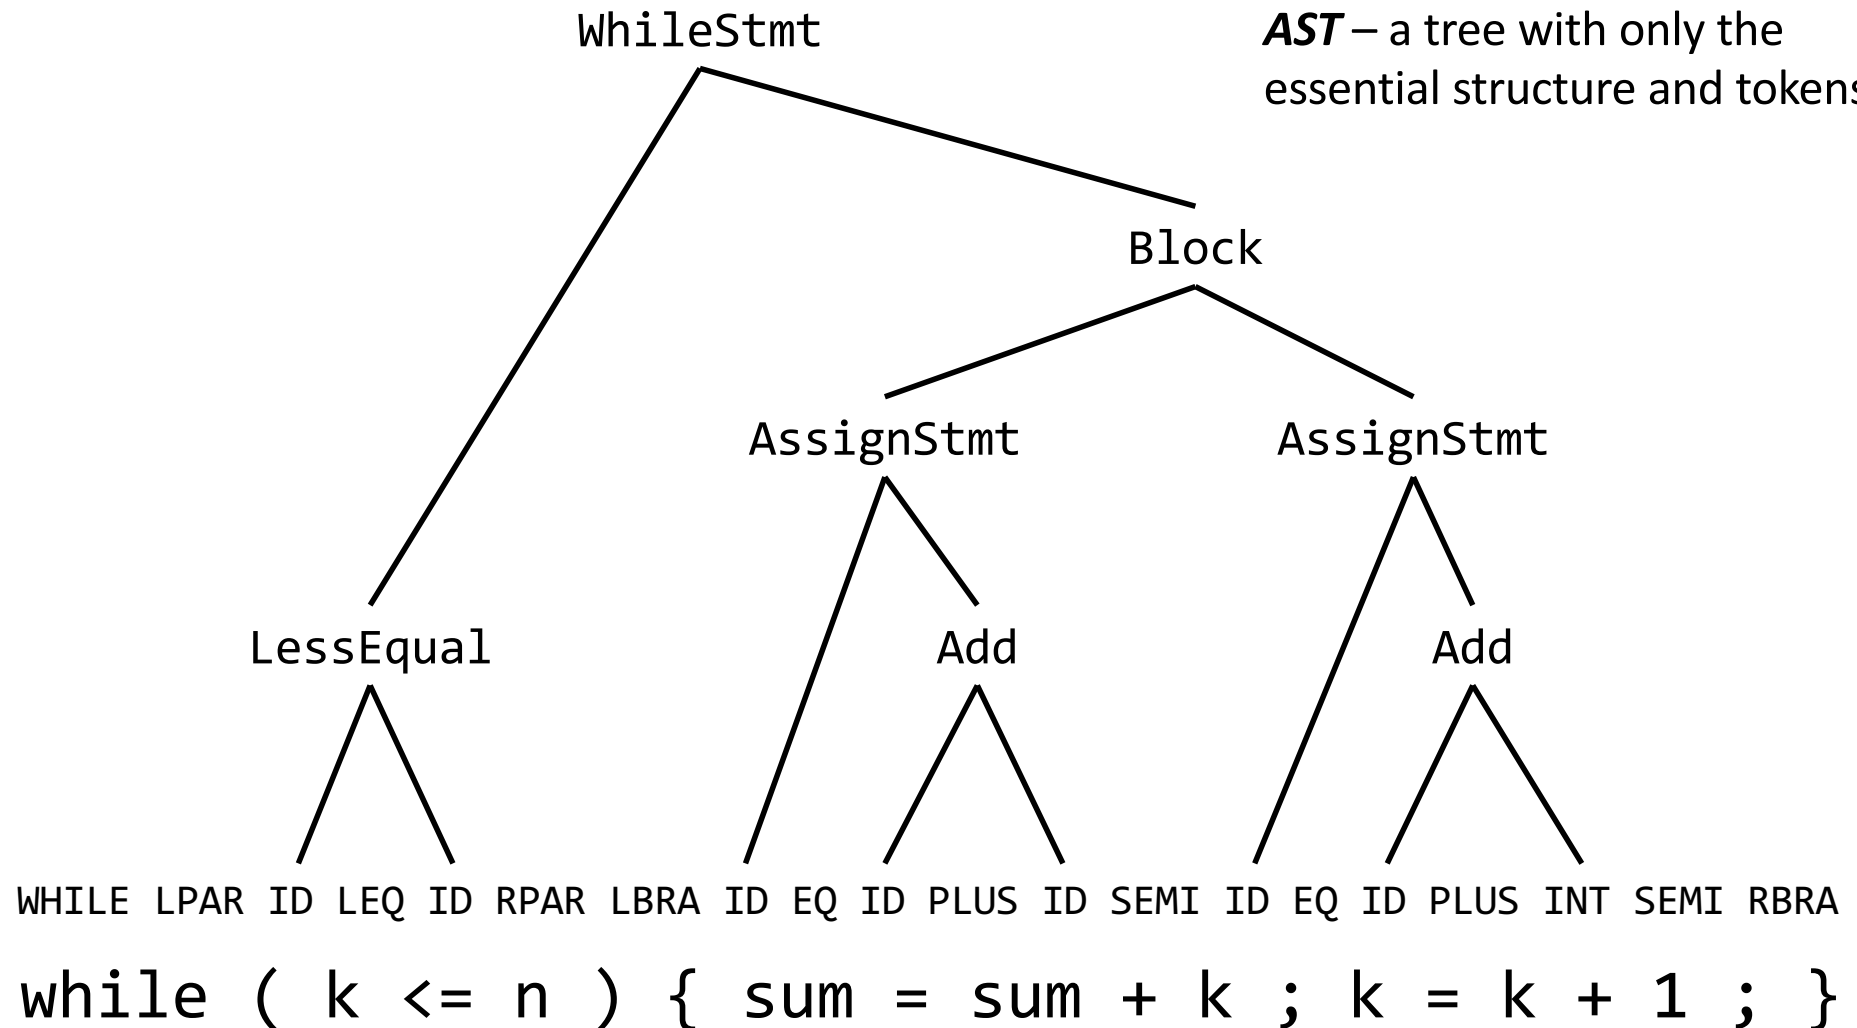 WhileStmt
AST – a tree with only the
essential structure and tokens
Block
AssignStmt AssignStmt
LessEqual Add Add
WHILE LPAR ID LEQ ID RPAR LBRA ID EQ ID PLUS ID SEMI ID EQ ID PLUS INT SEMI RBRA
while ( k <= n ) { sum = sum + k ; k = k + 1 ; }